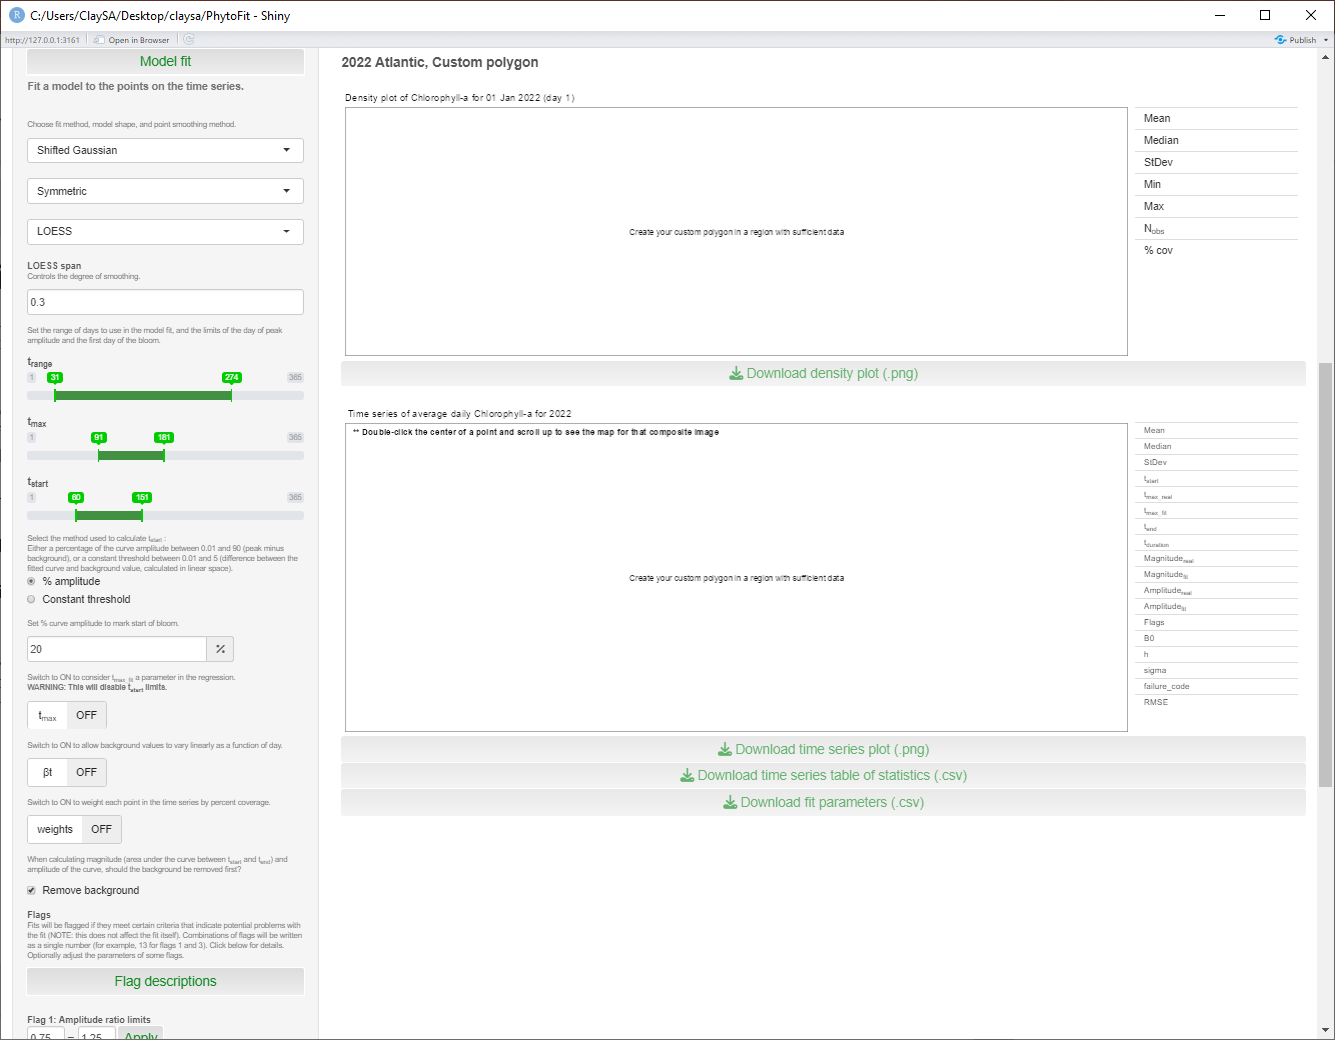 C:/Users/ClaySA/Desktop/claysa/PhytoFit - Shiny
http://127.0.0.1:3161
Open in Browser
Publish
Model fit
Fit a model to the points on the time series.
Choose fit method, model shape, and point smoothing method.
Shifted Gaussian
Symmetric
LOESS
LOESS span
Controls the degree of smoothing.
0.3
Set the range of days to use in the model fit, and the limits of the day of peak
amplitude and the first day of the bloom.
trange
1 31 274 365
tmax
1 91 181 365
tstart
1 60 151 365
Select the method used to calculate tstart :
Either a percentage of the curve amplitude between 0.01 and 90 (peak minus
background), or a constant threshold between 0.01 and 5 (difference between the
fitted curve and background value, calculated in linear space).
% amplitude
Constant threshold
Set % curve amplitude to mark start of bloom.
20 %
Switch to ON to consider tmax_fit a parameter in the regression.
WARNING: This will disable tstart limits.
tmax OFF
Switch to ON to allow background values to vary linearly as a function of day.
βt OFF
Switch to ON to weight each point in the time series by percent coverage.
weights OFF
When calculating magnitude (area under the curve between tstart and tend) and
amplitude of the curve, should the background be removed first?
Remove background
Flags
Fits will be flagged if they meet certain criteria that indicate potential problems with
the fit (NOTE: this does not affect the fit itself). Combinations of flags will be written
as a single number (for example, 13 for flags 1 and 3). Click below for details.
Optionally adjust the parameters of some flags.
Flag descriptions
Flag 1: Amplitude ratio limits
0.75 – 1.25 Apply
2022 Atlantic, Custom polygon
Density plot of Chlorophyll-a for 01 Jan 2022 (day 1)
Create your custom polygon in a region with sufficient data
Mean
Median
StDev
Min
Max
Nobs
% cov
Download density plot (.png)
Time series of average daily Chlorophyll-a for 2022
** Double-click the center of a point and scroll up to see the map for that composite image
Create your custom polygon in a region with sufficient data
Mean
Median
StDev
tstart
tmax_real
tmax_fit
tend
tduration
Magnitudereal
Magnitudefit
Amplitudereal
Amplitudefit
Flags
B0
h
sigma
failure_code
RMSE
Download time series plot (.png)
Download time series table of statistics (.csv)
Download fit parameters (.csv)